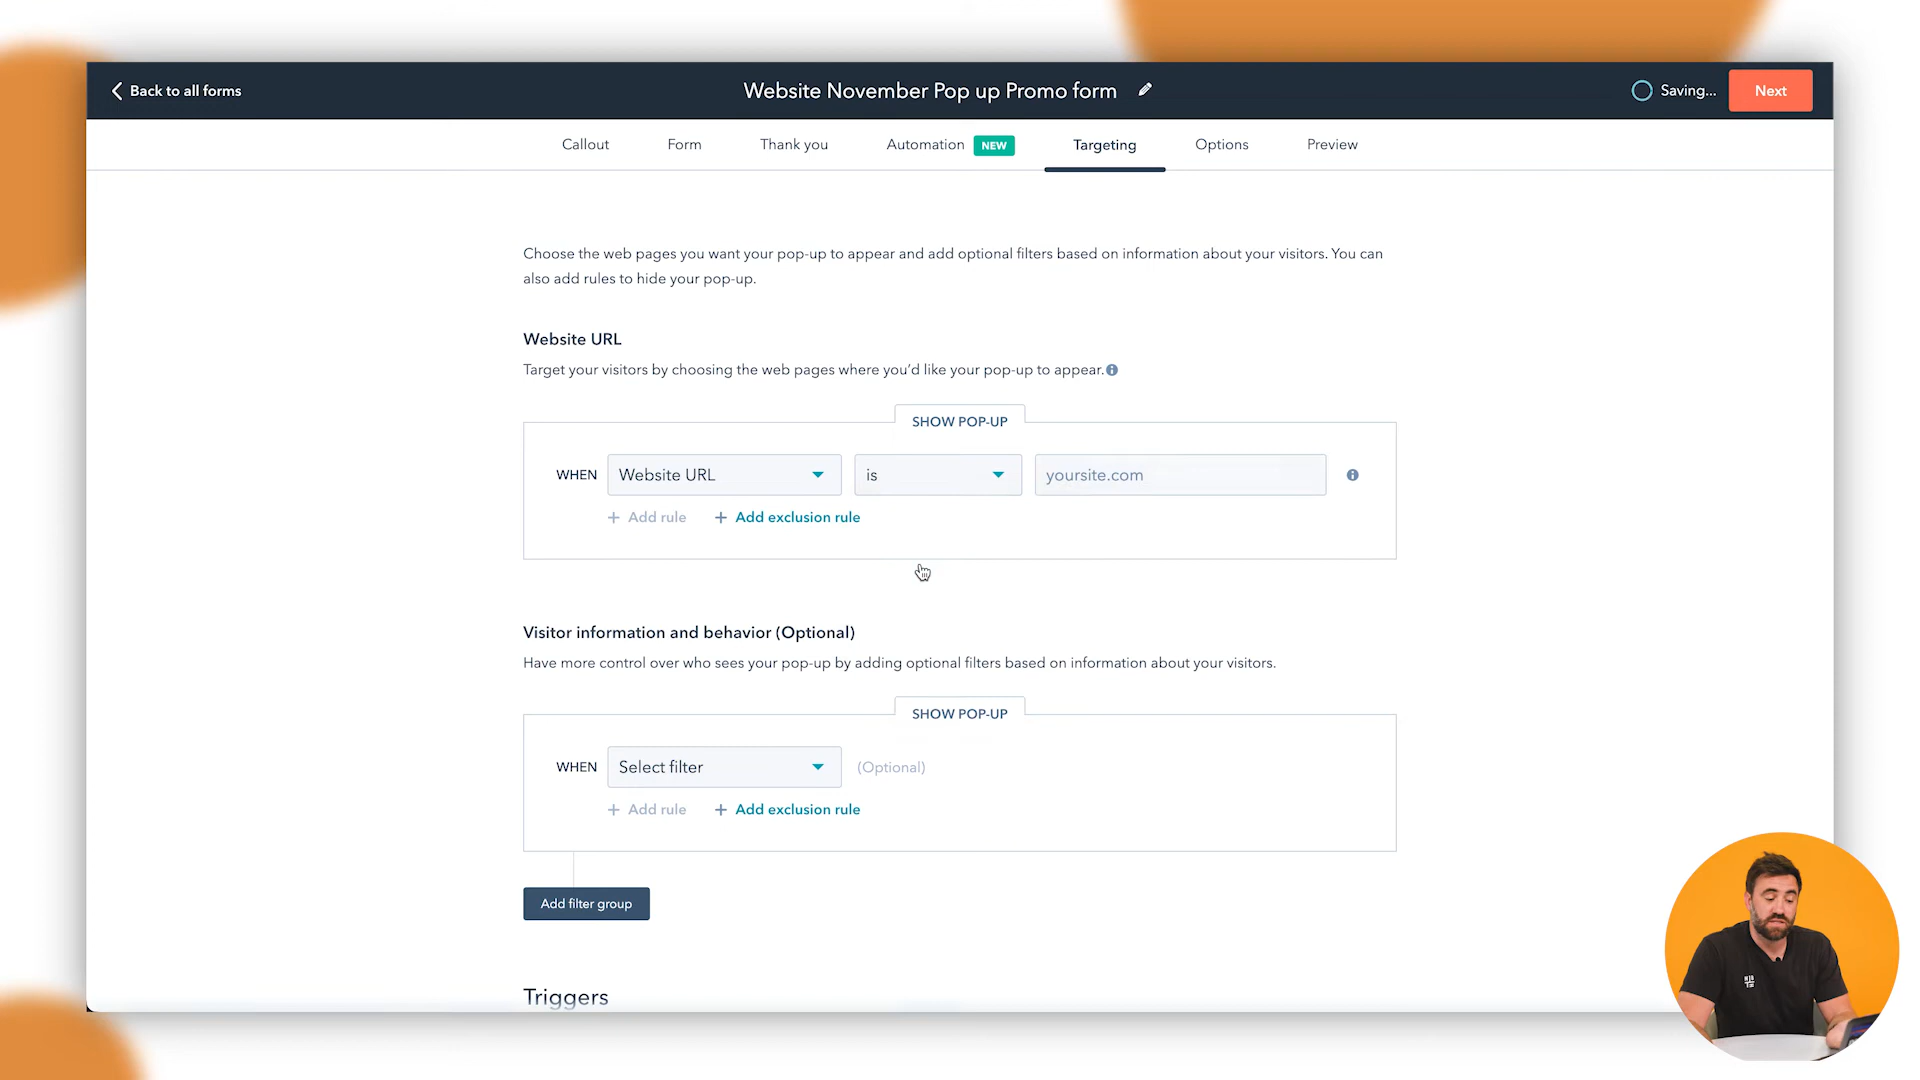 Back to all forms
Website November Pop up Promo form
Saving...
Next
Callout
Form
Thank you
Automation NEW
Targeting
Options
Preview
Choose the web pages you want your pop-up to appear and add optional filters based on information about your visitors. You can
also add rules to hide your pop-up.
Website URL
Target your visitors by choosing the web pages where you'd like your pop-up to appear.
SHOW POP-UP
WHEN Website URL is yoursite.com
+ Add rule + Add exclusion rule
Visitor information and behavior (Optional)
Have more control over who sees your pop-up by adding optional filters based on information about your visitors.
SHOW POP-UP
WHEN Select filter (Optional)
+ Add rule + Add exclusion rule
Add filter group
Triggers